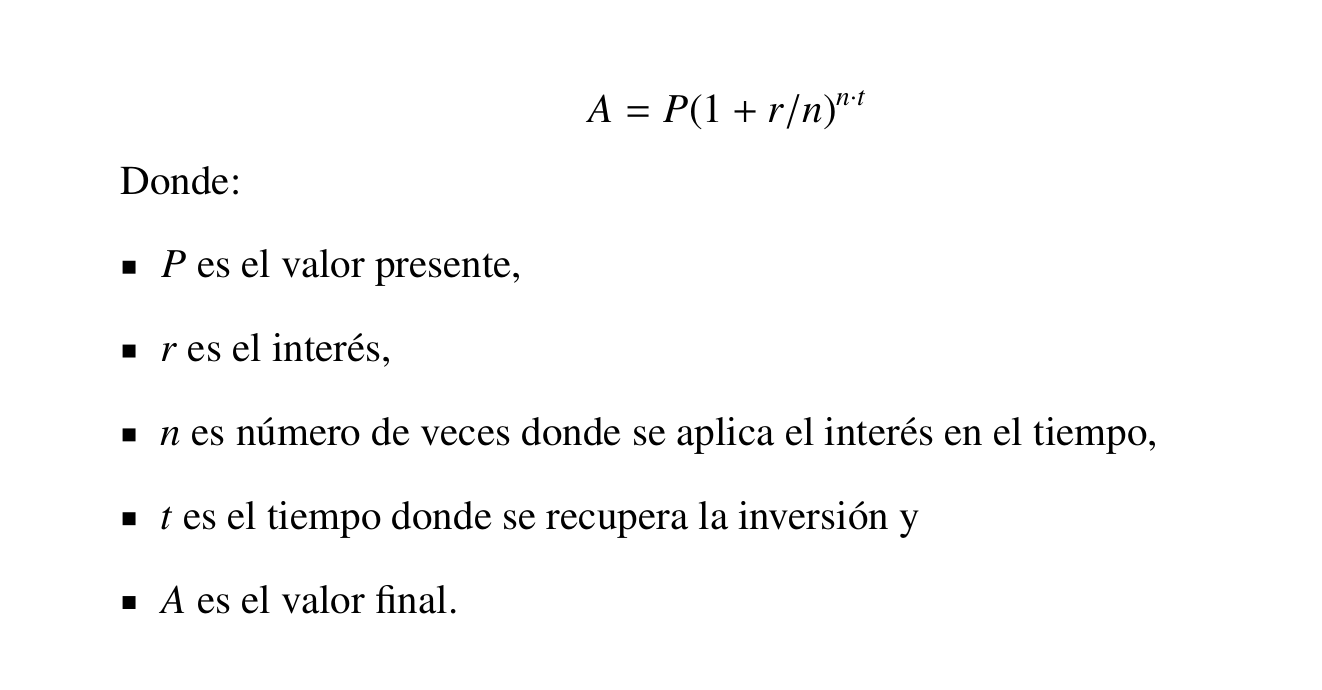 A = P(1 + r/n)^{n·t}
Donde:
▪ P es el valor presente,
▪ r es el interés,
▪ n es número de veces donde se aplica el interés en el tiempo,
▪ t es el tiempo donde se recupera la inversión y
▪ A es el valor final.